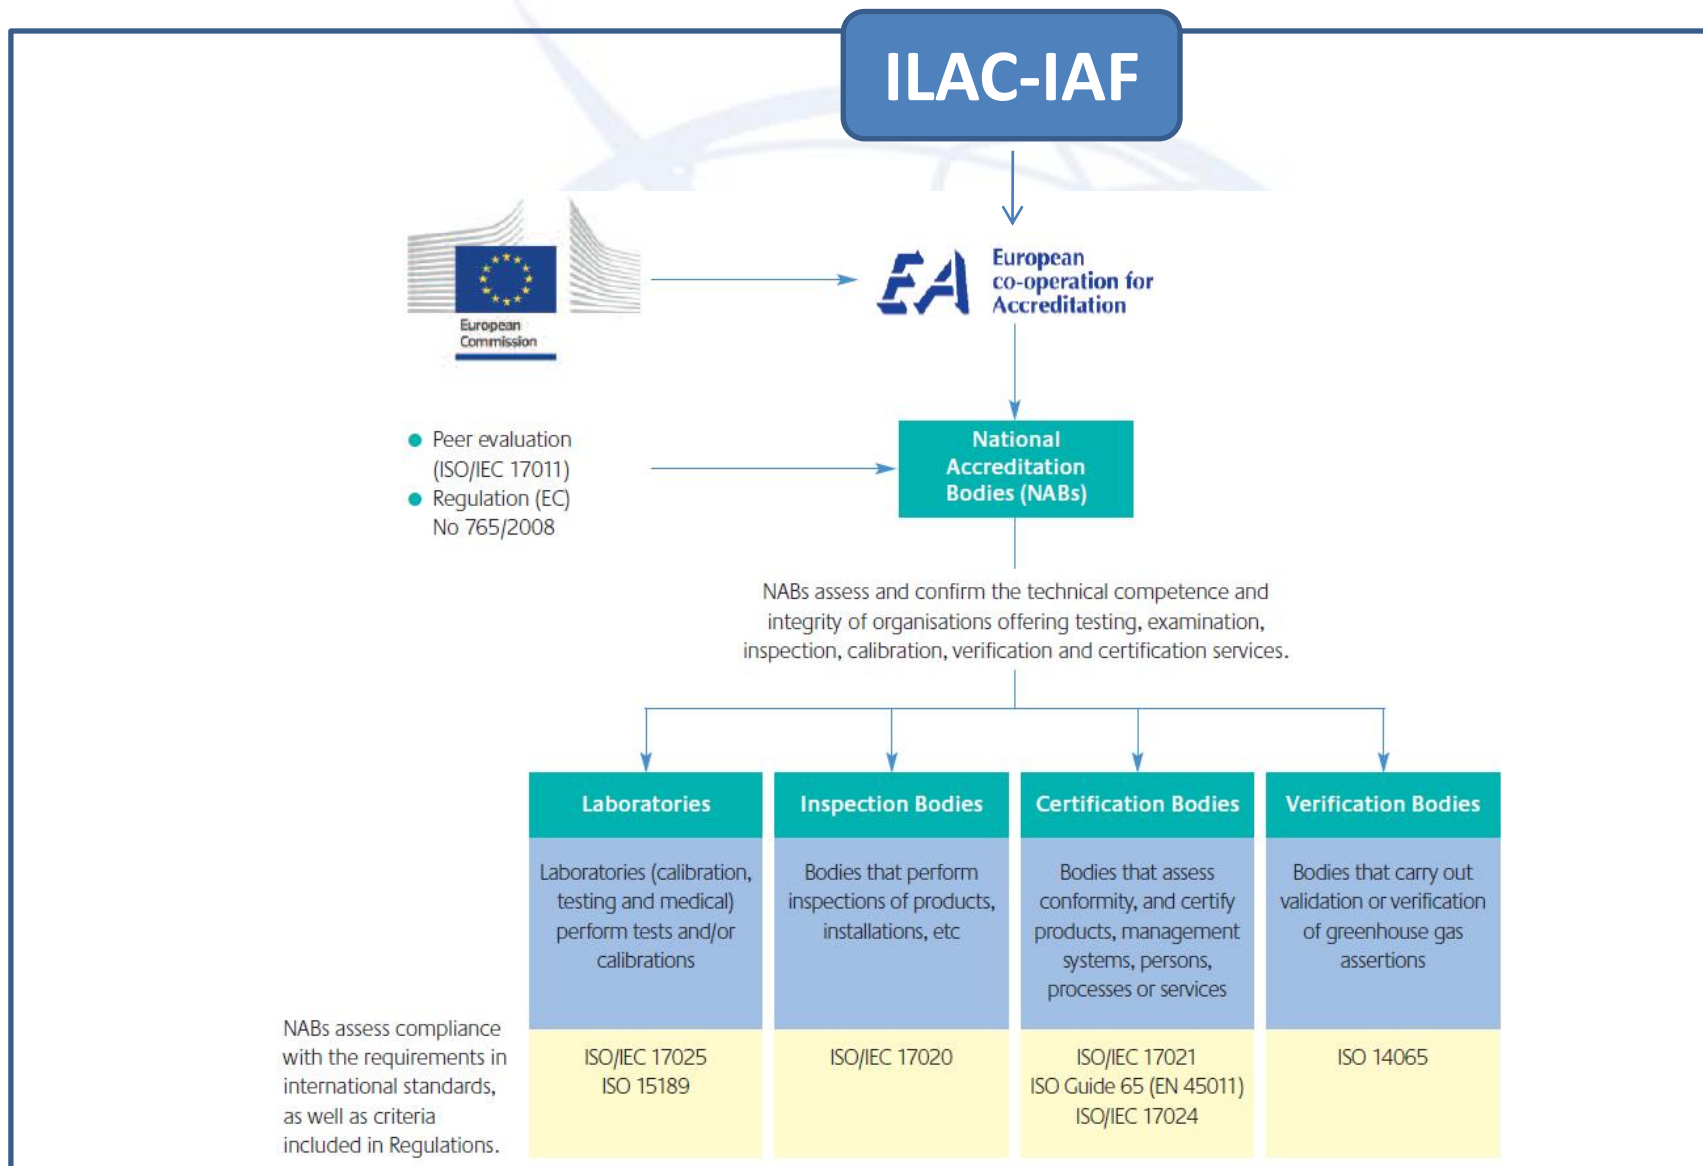 ILAC-IAF
European
Commission
European
co-operation for
Accreditation
EA
● Peer evaluation
(ISO/IEC 17011)
● Regulation (EC)
No 765/2008
National
Accreditation
Bodies (NABs)
NABs assess and confirm the technical competence and
integrity of organisations offering testing, examination,
inspection, calibration, verification and certification services.
Laboratories
Laboratories (calibration,
testing and medical)
perform tests and/or
calibrations
ISO/IEC 17025
ISO 15189
Inspection Bodies
Bodies that perform
inspections of products,
installations, etc
ISO/IEC 17020
Certification Bodies
Bodies that assess
conformity, and certify
products, management
systems, persons,
processes or services
ISO/IEC 17021
ISO Guide 65 (EN 45011)
ISO/IEC 17024
Verification Bodies
Bodies that carry out
validation or verification
of greenhouse gas
assertions
ISO 14065
NABs assess compliance
with the requirements in
international standards,
as well as criteria
included in Regulations.